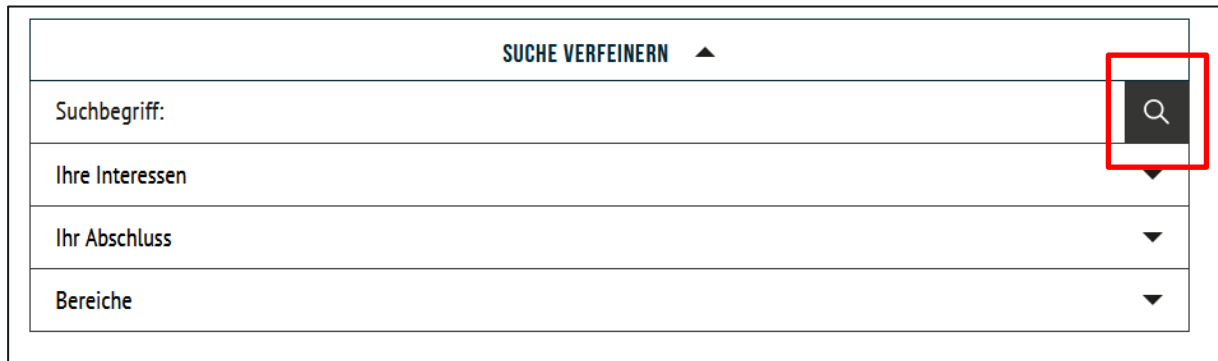 SUCHE VERFEINERN
Suchbegriff:
Ihre Interessen
Ihr Abschluss
Bereiche